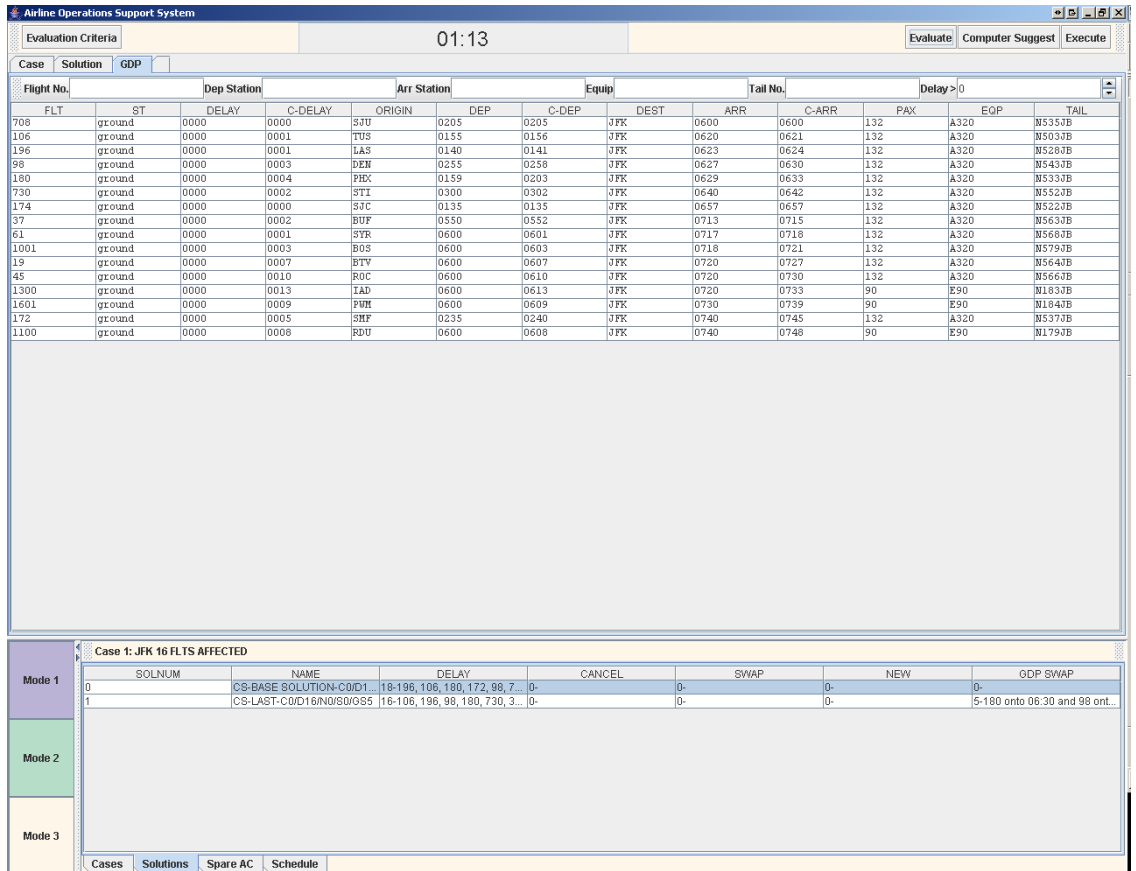 Airline Operations Support System
Evaluation Criteria 01:13 Evaluate Computer Suggest Execute
Case Solution GDP
Flight No. Dep Station Arr Station Equip Tail No. Delay > 0
FLT ST DELAY C-DELAY ORIGIN DEP C-DEP DEST ARR C-ARR PAX EQP TAIL
708 ground 0000 0000 SJU 0205 0205 JFK 0600 0600 132 A320 N535JB
106 ground 0000 0001 TUS 0155 0156 JFK 0620 0621 132 A320 N503JB
196 ground 0000 0001 LAS 0140 0141 JFK 0623 0624 132 A320 N528JB
98 ground 0000 0003 DEN 0255 0258 JFK 0627 0630 132 A320 N543JB
180 ground 0000 0004 PHX 0159 0203 JFK 0629 0633 132 A320 N533JB
730 ground 0000 0002 STI 0300 0302 JFK 0640 0642 132 A320 N552JB
174 ground 0000 0000 SJC 0135 0135 JFK 0657 0657 132 A320 N522JB
37 ground 0000 0002 BUF 0550 0552 JFK 0713 0715 132 A320 N563JB
61 ground 0000 0001 SYR 0600 0601 JFK 0717 0718 132 A320 N568JB
1001 ground 0000 0003 BOS 0600 0603 JFK 0718 0721 132 A320 N579JB
19 ground 0000 0007 BTV 0600 0607 JFK 0720 0727 132 A320 N564JB
45 ground 0000 0010 ROC 0600 0610 JFK 0720 0730 132 A320 N566JB
1300 ground 0000 0013 IAD 0600 0613 JFK 0720 0733 90 E90 N183JB
1601 ground 0000 0009 PWM 0600 0609 JFK 0730 0739 90 E90 N184JB
172 ground 0000 0005 SMF 0235 0240 JFK 0740 0745 132 A320 N537JB
1100 ground 0000 0008 RDU 0600 0608 JFK 0740 0748 90 E90 N179JB
Mode 1
Mode 2
Mode 3
Case 1: JFK 16 FLTS AFFECTED
SOLNUM NAME DELAY CANCEL SWAP NEW GDP SWAP
0 CS-BASE SOLUTION-C0/D1... 18-196, 106, 180, 172, 98, 7... 0- 0- 0- 0-
1 CS-LAST-C0/D16/N0/S0/GS5 16-106, 196, 98, 180, 730, 3... 0- 0- 0- 5-180 onto 06:30 and 98 ont...
Cases Solutions Spare AC Schedule